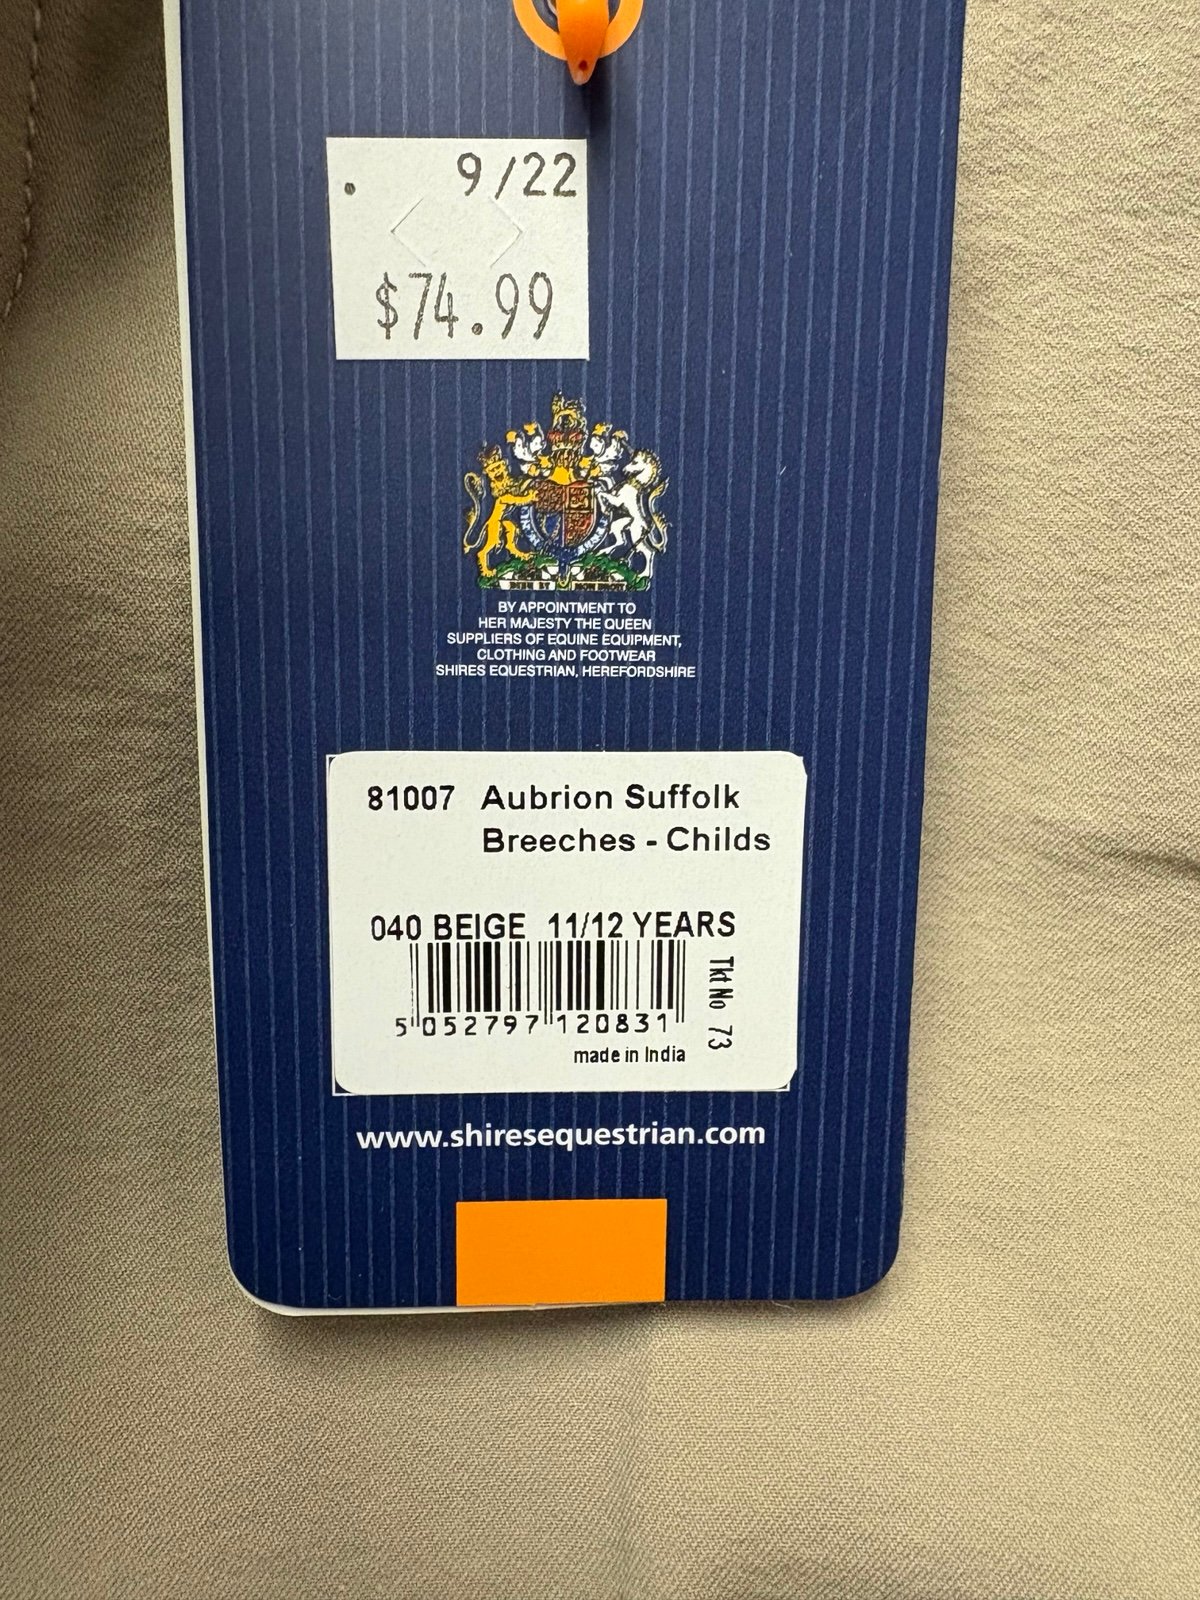 9/22
$74.99
BY APPOINTMENT TO
HER MAJESTY THE QUEEN
SUPPLIERS OF EQUINE EQUIPMENT,
CLOTHING AND FOOTWEAR
SHIRES EQUESTRIAN, HEREFORDSHIRE
81007 Aubrion Suffolk
Breeches - Childs
040 BEIGE 11/12 YEARS
Tkt No 73
5 052797 120831
made in India
www.shiresequestrian.com